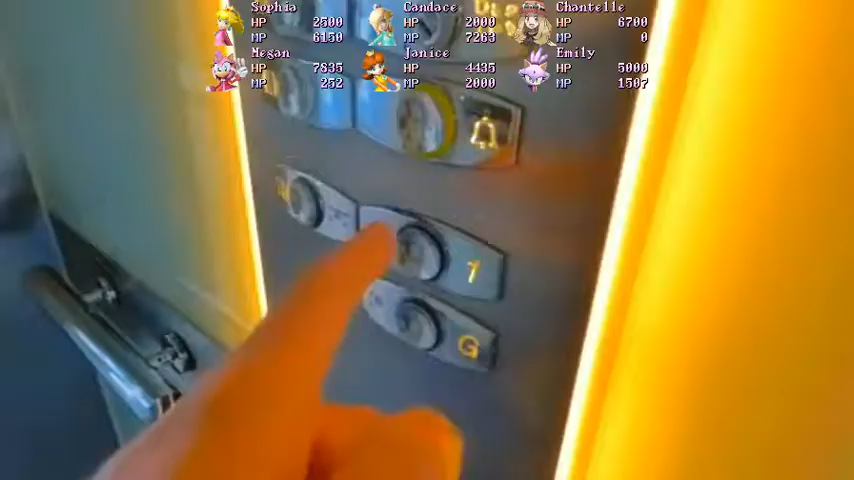 Sophia
HP 2500
MP 6150
Candace
HP 2000
MP 7263
Chantelle
HP 6700
MP 0
Megan
HP 7835
MP 252
Janice
HP 4435
MP 2000
Emily
HP 5000
MP 1507
1
G